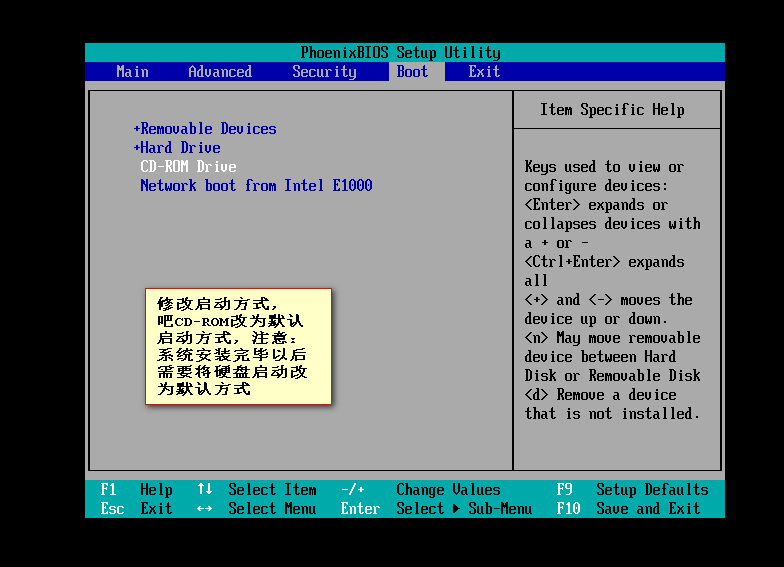 PhoenixBIOS Setup Utility
Main Advanced Security Boot Exit
+Removable Devices
+Hard Drive
CD-ROM Drive
Network boot from Intel E1000
修改启动方式，
吧CD-ROM改为默认
启动方式，注意：
系统安装完毕以后
需要将硬盘启动改
为默认方式
Item Specific Help
Keys used to view or
configure devices:
<Enter> expands or
collapses devices with
a + or -
<Ctrl+Enter> expands
all
<+> and <-> moves the
device up or down.
<n> May move removable
device between Hard
Disk or Removable Disk
<d> Remove a device
that is not installed.
F1 Help ↑↓ Select Item -/+ Change Values F9 Setup Defaults
Esc Exit ↔ Select Menu Enter Select ▶ Sub-Menu F10 Save and Exit